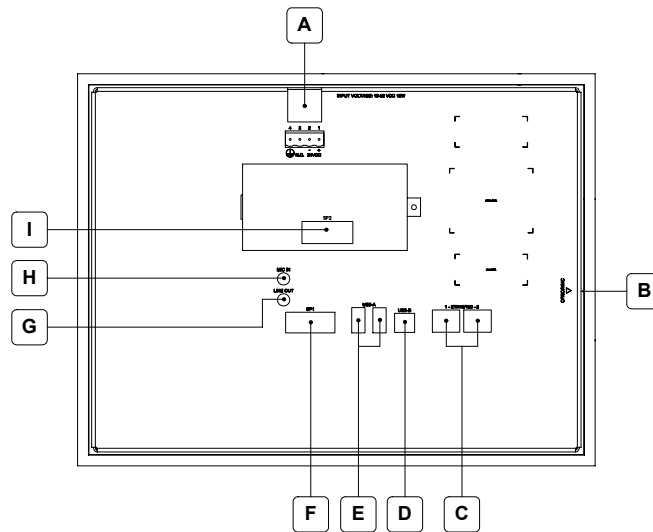 A
INPUT VOLTAGE: 18-32 VDC 10W
4 3 2 1
N.C. 24VDC
- +
SP2
I
H
MIC IN
B
LINE OUT
G
SP1
USB-A
USB-B
1 - ETHERNET - 2
F
E
D
C